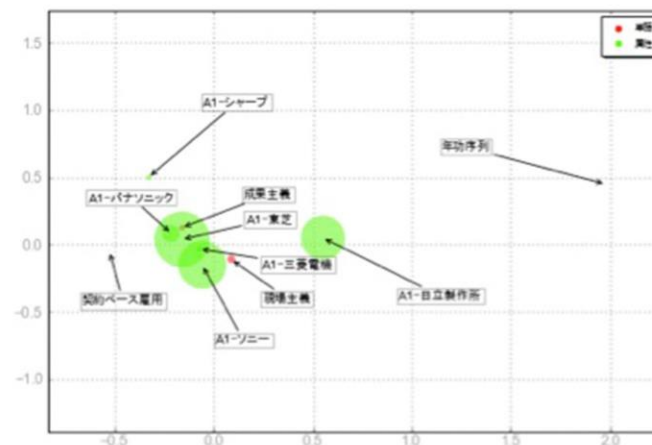 1.5
1.0
0.5
0.0
−0.5
−1.0
−0.5
0.0
0.5
1.0
1.5
2.0
A1-シャープ
年功序列
A1-パナソニック
成果主義
A1-東芝
A1-三菱電機
契約ベース雇用
現場主義
A1-日立製作所
A1-ソニー